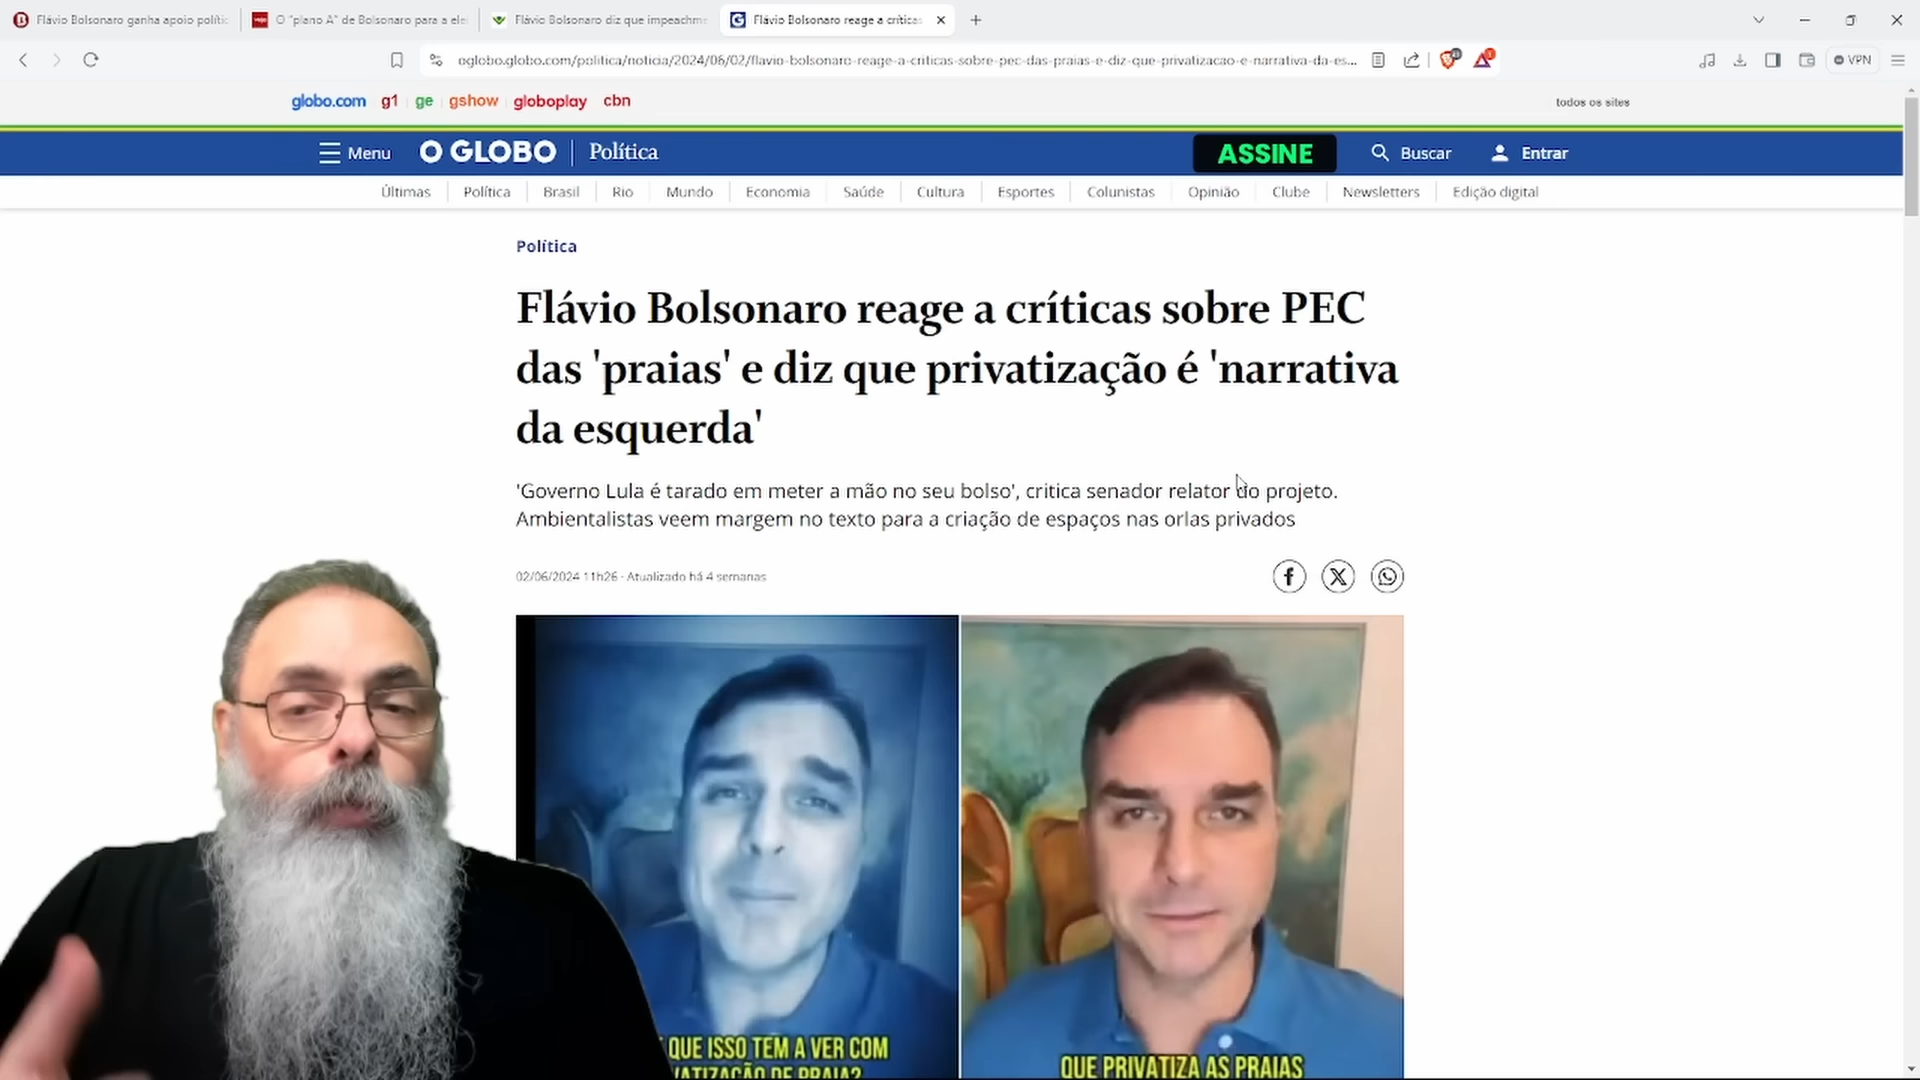 Flávio Bolsonaro ganha apoio polític
O "plano A" de Bolsonaro para a ele
Flávio Bolsonaro diz que impeachme
Flávio Bolsonaro reage a críticas
oglobo.globo.com/politica/noticia/2024/06/02/flavio-bolsonaro-reage-a-criticas-sobre-pec-das-praias-e-diz-que-privatizacao-e-narrativa-da-es...
VPN
globo.com g1 ge gshow globoplay cbn
todos os sites
Menu O GLOBO Política ASSINE Buscar Entrar
Últimas Política Brasil Rio Mundo Economia Saúde Cultura Esportes Colunistas Opinião Clube Newsletters Edição digital
Política
Flávio Bolsonaro reage a críticas sobre PEC
das 'praias' e diz que privatização é 'narrativa
da esquerda'
'Governo Lula é tarado em meter a mão no seu bolso', critica senador relator do projeto.
Ambientalistas veem margem no texto para a criação de espaços nas orlas privados
02/06/2024 11h26 · Atualizado há 4 semanas
QUE ISSO TEM A VER COM
VATIZAÇÃO DE PRAIA?
QUE PRIVATIZA AS PRAIAS